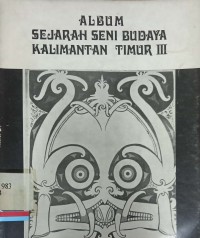 ALBUM
SEJARAH SENI BUDAYA
KALIMANTAN TIMUR III